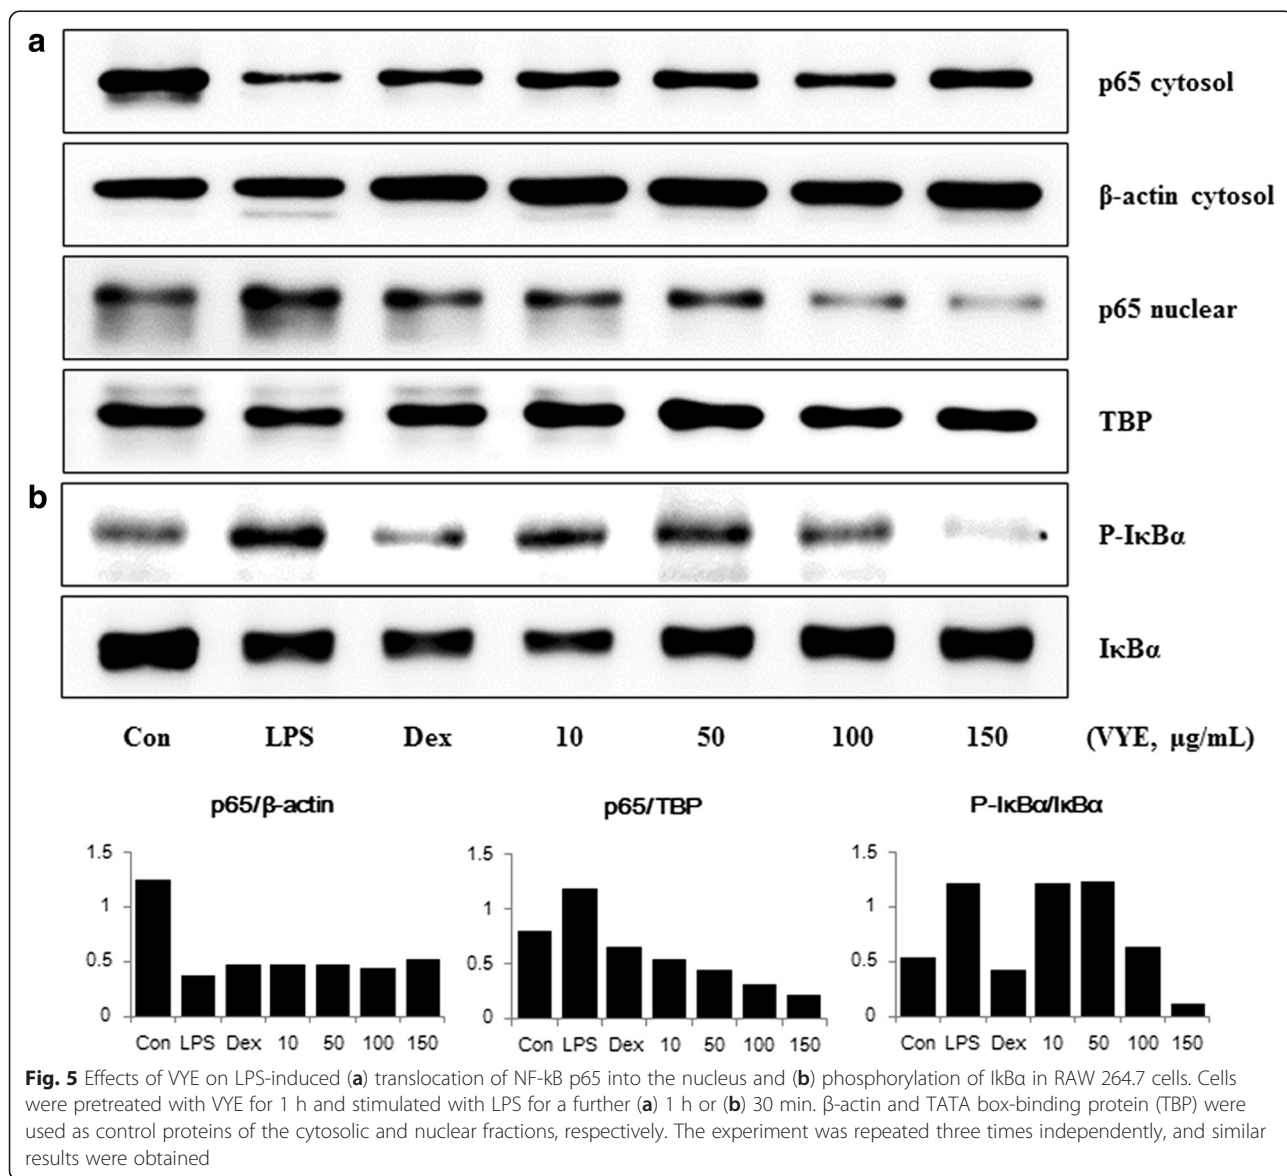 a
p65 cytosol
β-actin cytosol
p65 nuclear
TBP
b
P-IκBα
IκBα
Con LPS Dex 10 50 100 150 (VYE, μg/mL)
p65/β-actin
1.5
1
0.5
0
Con LPS Dex 10 50 100 150
p65/TBP
1.5
1
0.5
0
Con LPS Dex 10 50 100 150
P-IκBα/IκBα
1.5
1
0.5
0
Con LPS Dex 10 50 100 150
Fig. 5 Effects of VYE on LPS-induced (a) translocation of NF-kB p65 into the nucleus and (b) phosphorylation of IkBα in RAW 264.7 cells. Cells
were pretreated with VYE for 1 h and stimulated with LPS for a further (a) 1 h or (b) 30 min. β-actin and TATA box-binding protein (TBP) were
used as control proteins of the cytosolic and nuclear fractions, respectively. The experiment was repeated three times independently, and similar
results were obtained